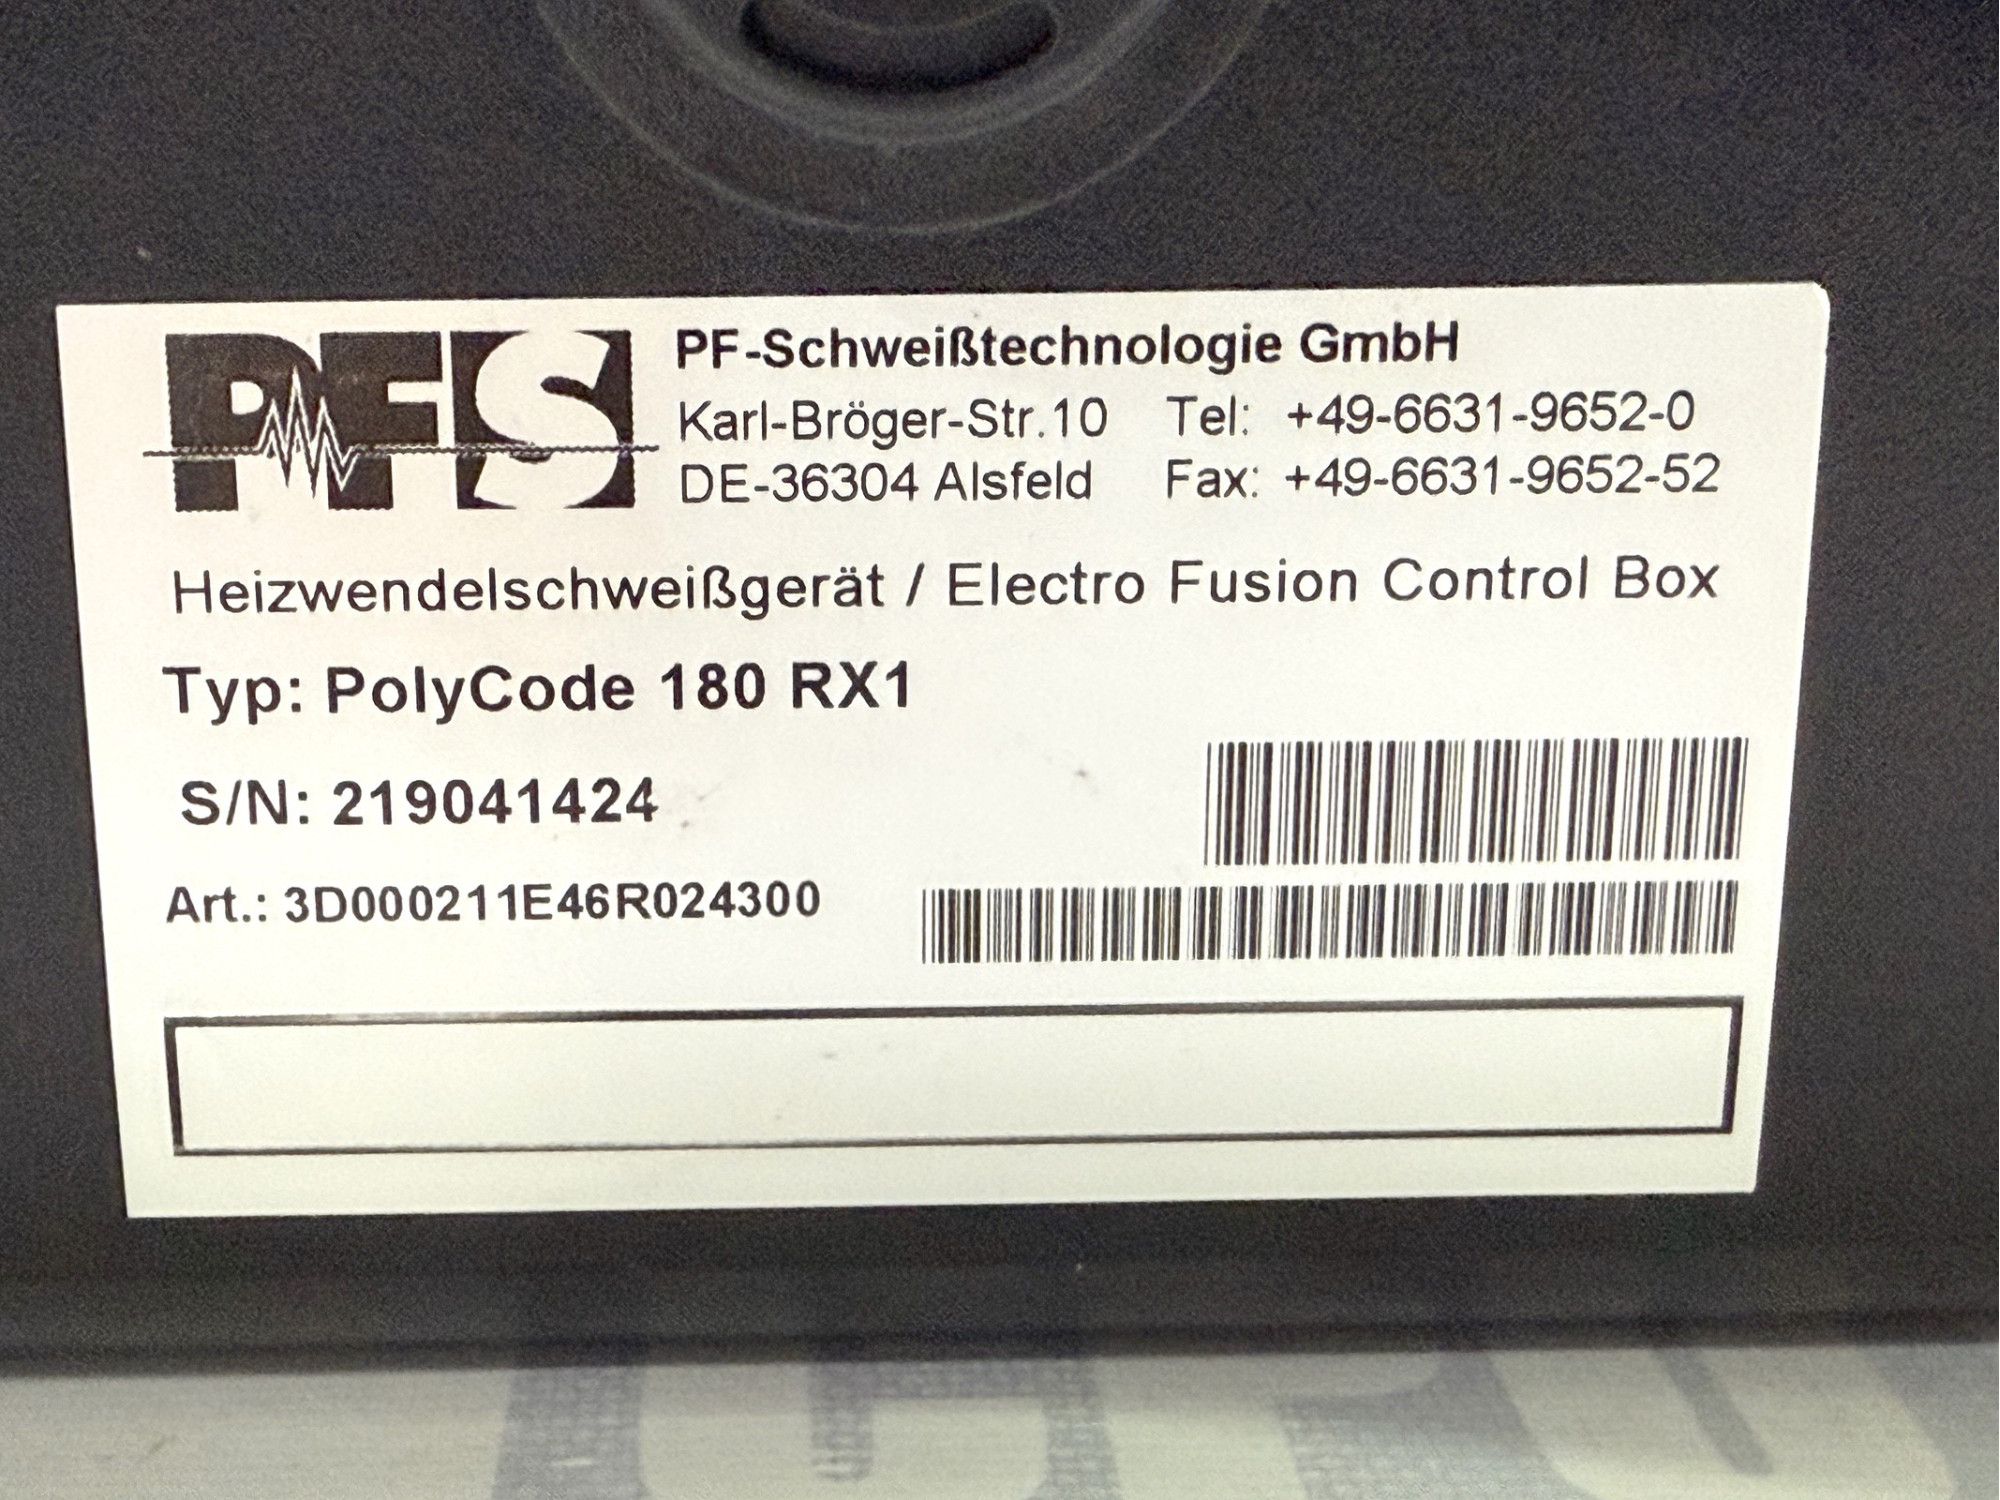 PFS PF-Schweißtechnologie GmbH
Karl-Bröger-Str.10 Tel: +49-6631-9652-0
DE-36304 Alsfeld Fax: +49-6631-9652-52
Heizwendelschweißgerät / Electro Fusion Control Box
Typ: PolyCode 180 RX1
S/N: 219041424
Art.: 3D000211E46R024300